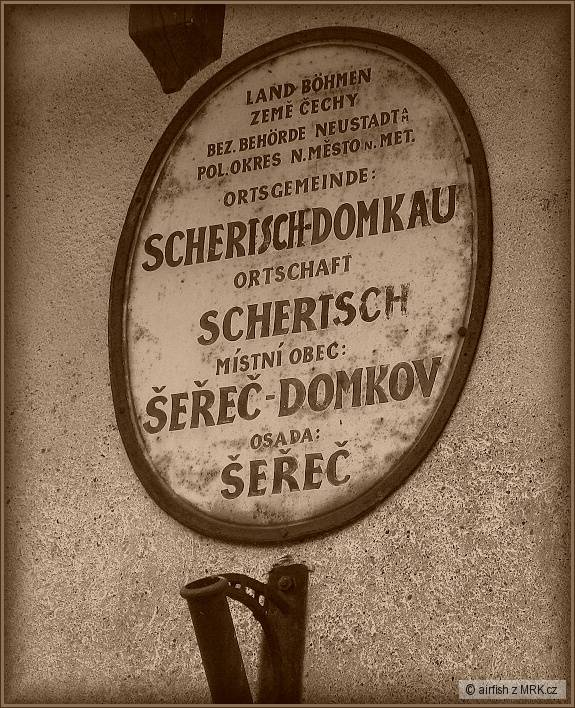 LAND BÖHMEN
ZEMĚ ČECHY
BEZ. BEHÖRDE NEUSTADT A/M
POL. OKRES N. MĚSTO N. MET.
ORTSGEMEINDE:
SCHERISCH-DOMKAU
ORTSCHAFT
SCHERTSCH
MÍSTNÍ OBEC:
ŠEŘEČ-DOMKOV
OSADA:
ŠEŘEČ
© airfish z MRK.cz